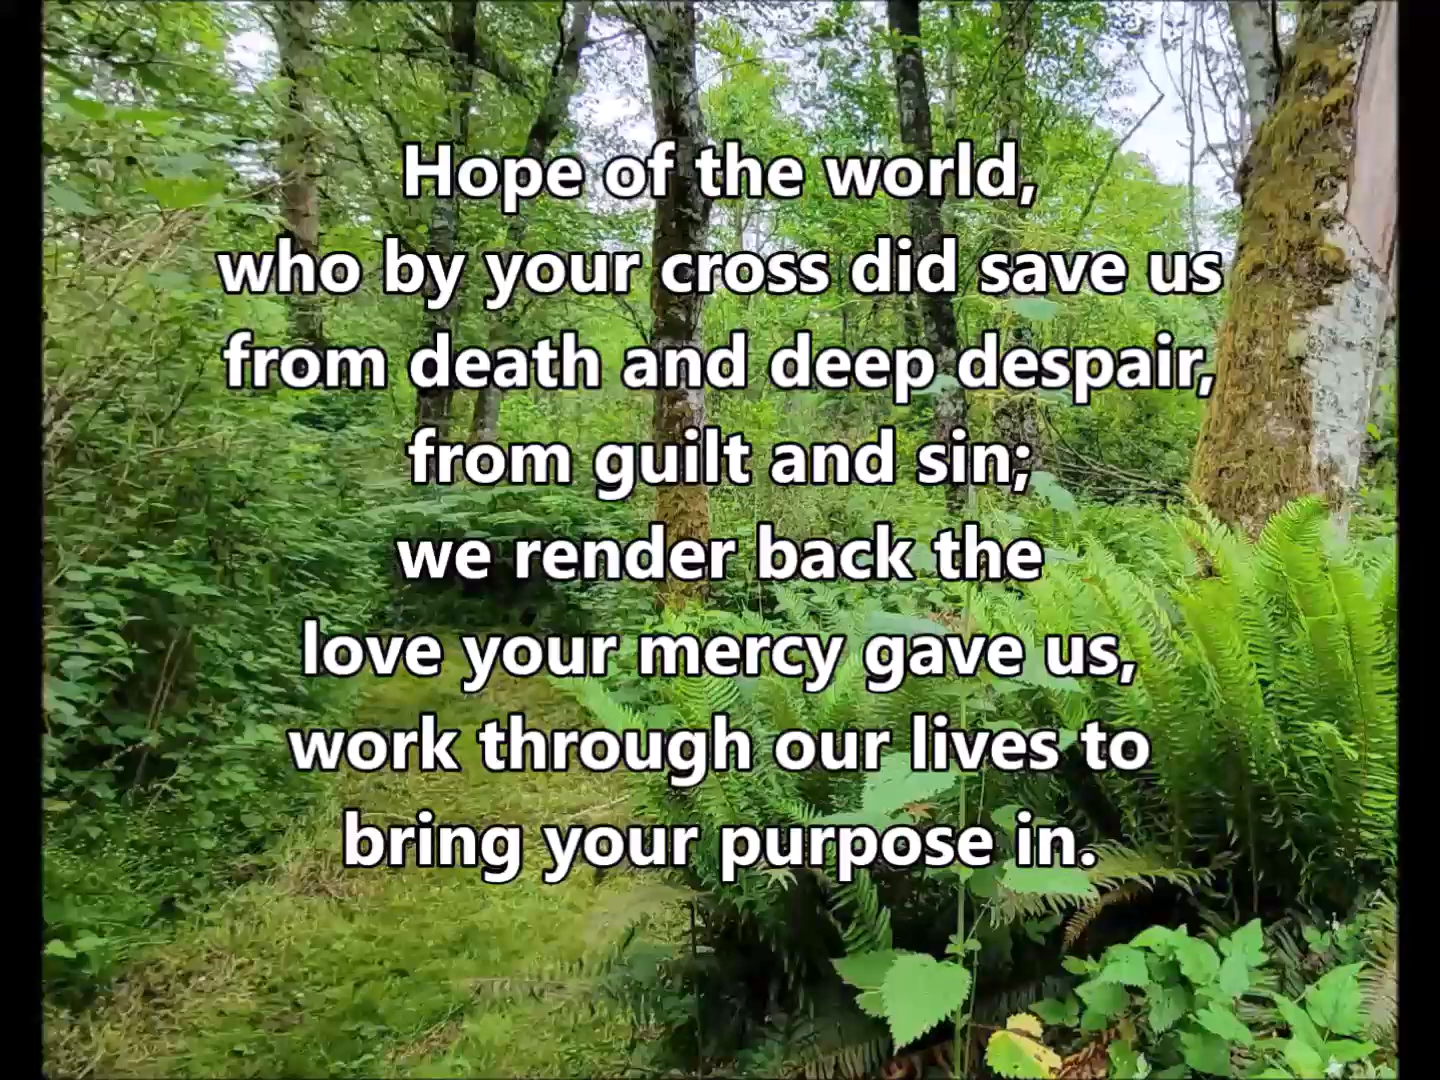 Hope of the world,
who by your cross did save us
from death and deep despair,
from guilt and sin;
we render back the
love your mercy gave us,
work through our lives to
bring your purpose in.